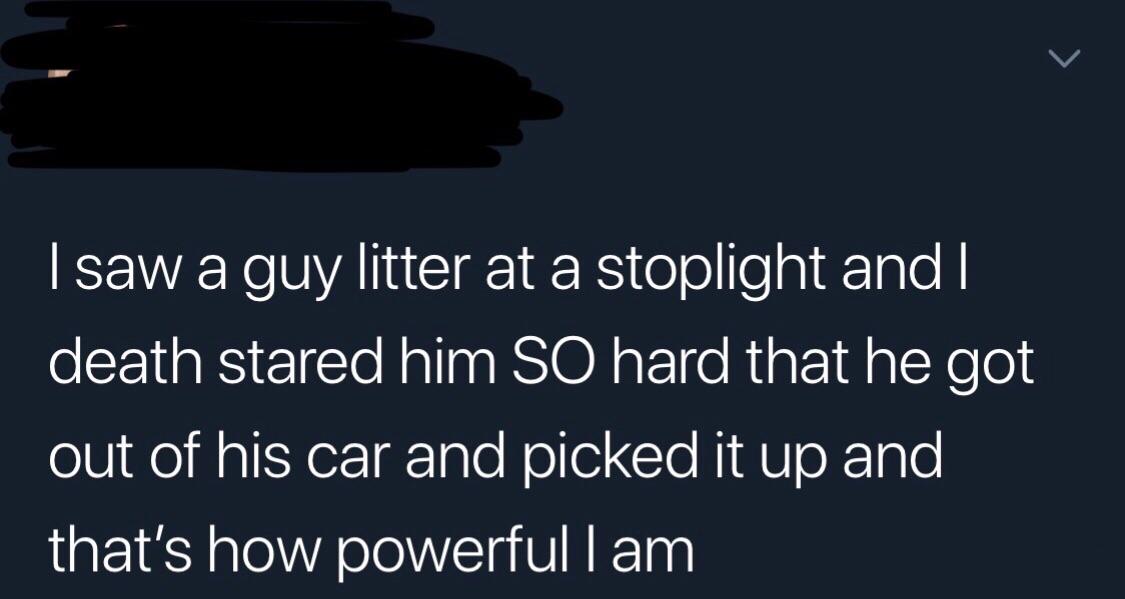 I saw a guy litter at a stoplight and I
death stared him SO hard that he got
out of his car and picked it up and
that’s how powerful I am